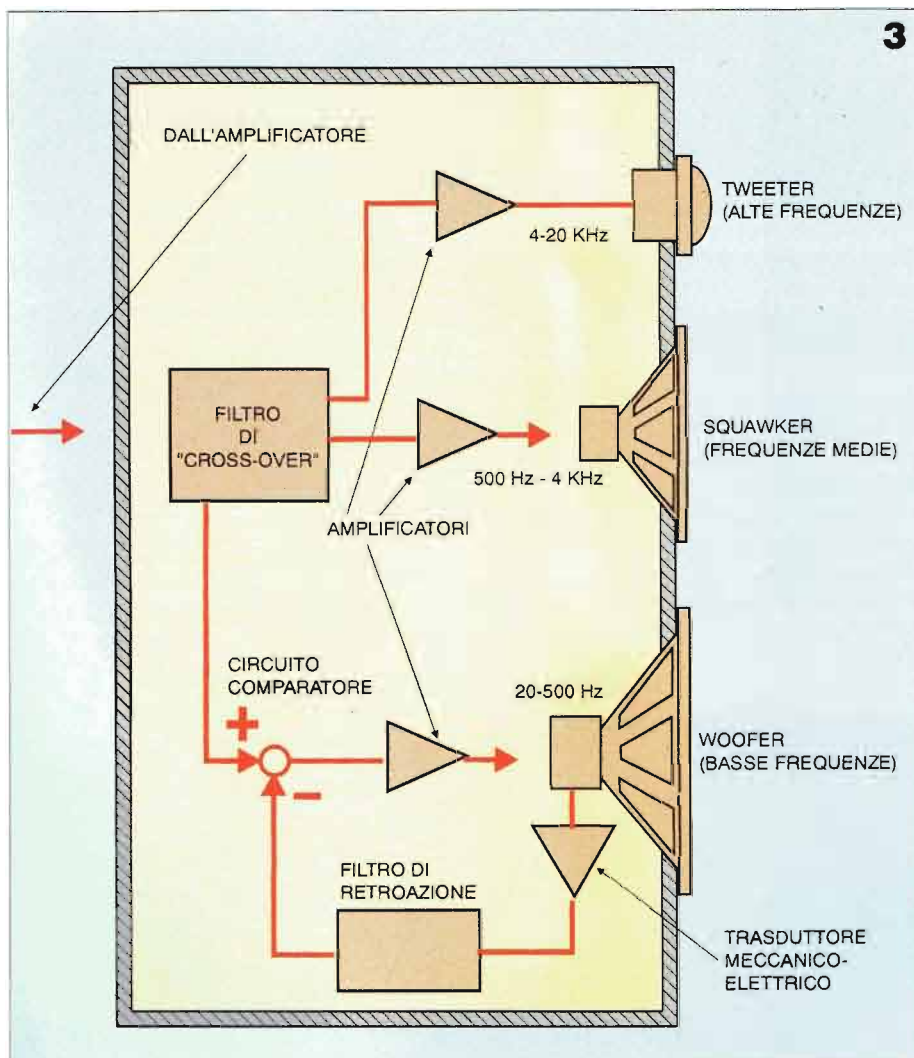 3
DALL'AMPLIFICATORE
TWEETER
(ALTE FREQUENZE)
4-20 KHz
FILTRO
DI
"CROSS-OVER"
SQUAWKER
(FREQUENZE MEDIE)
500 Hz - 4 KHz
AMPLIFICATORI
CIRCUITO
COMPARATORE
+
−
20-500 Hz
WOOFER
(BASSE FREQUENZE)
FILTRO DI
RETROAZIONE
TRASDUTTORE
MECCANICO-
ELETTRICO